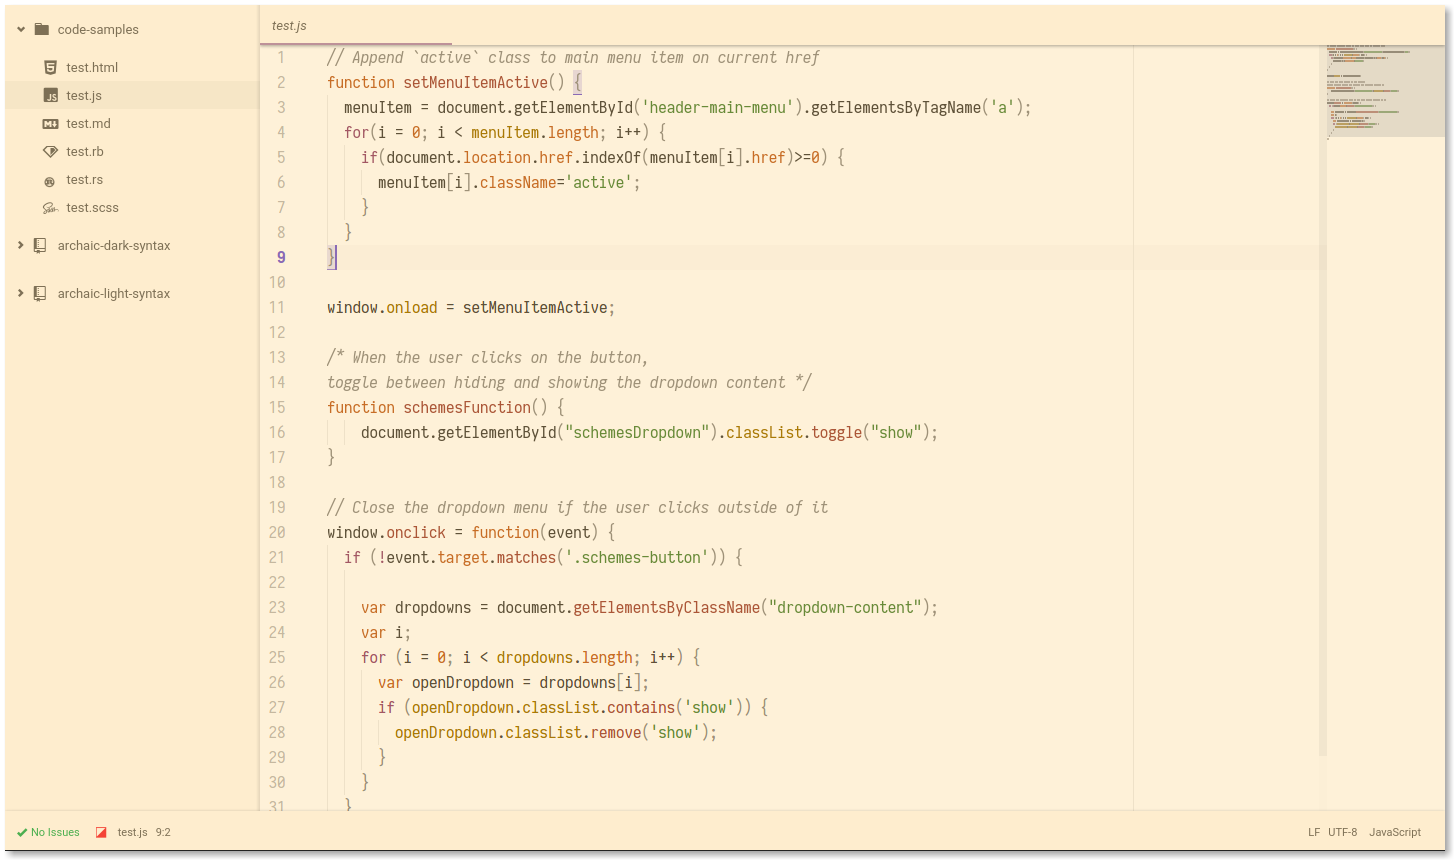 code-samples
test.html
test.js
test.md
test.rb
test.rs
test.scss
archaic-dark-syntax
archaic-light-syntax
test.js
1 // Append `active` class to main menu item on current href
2 function setMenuItemActive() {
3   menuItem = document.getElementById('header-main-menu').getElementsByTagName('a');
4   for(i = 0; i < menuItem.length; i++) {
5     if(document.location.href.indexOf(menuItem[i].href)>=0) {
6       menuItem[i].className='active';
7     }
8   }
9 }
10
11 window.onload = setMenuItemActive;
12
13 /* When the user clicks on the button,
14 toggle between hiding and showing the dropdown content */
15 function schemesFunction() {
16     document.getElementById("schemesDropdown").classList.toggle("show");
17 }
18
19 // Close the dropdown menu if the user clicks outside of it
20 window.onclick = function(event) {
21   if (!event.target.matches('.schemes-button')) {
22
23     var dropdowns = document.getElementsByClassName("dropdown-content");
24     var i;
25     for (i = 0; i < dropdowns.length; i++) {
26       var openDropdown = dropdowns[i];
27       if (openDropdown.classList.contains('show')) {
28         openDropdown.classList.remove('show');
29       }
30     }
31   }
No Issues test.js 9:2 LF UTF-8 JavaScript